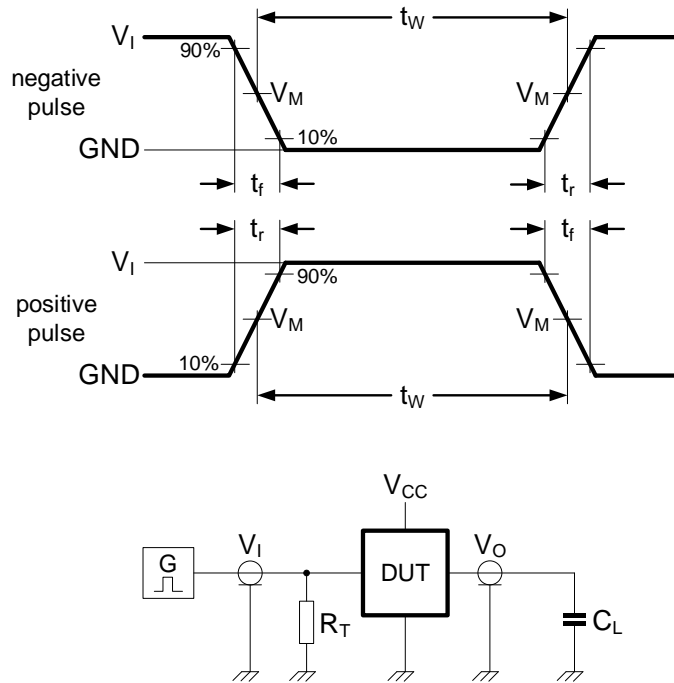 V_I
90%
t_W
negative
pulse
V_M
V_M
10%
GND
t_f
t_r
t_r
t_f
V_I
90%
positive
pulse
V_M
V_M
10%
GND
t_W
V_CC
G
V_I
DUT
V_O
R_T
C_L